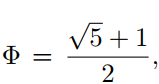 Φ = (√5 + 1)/2,